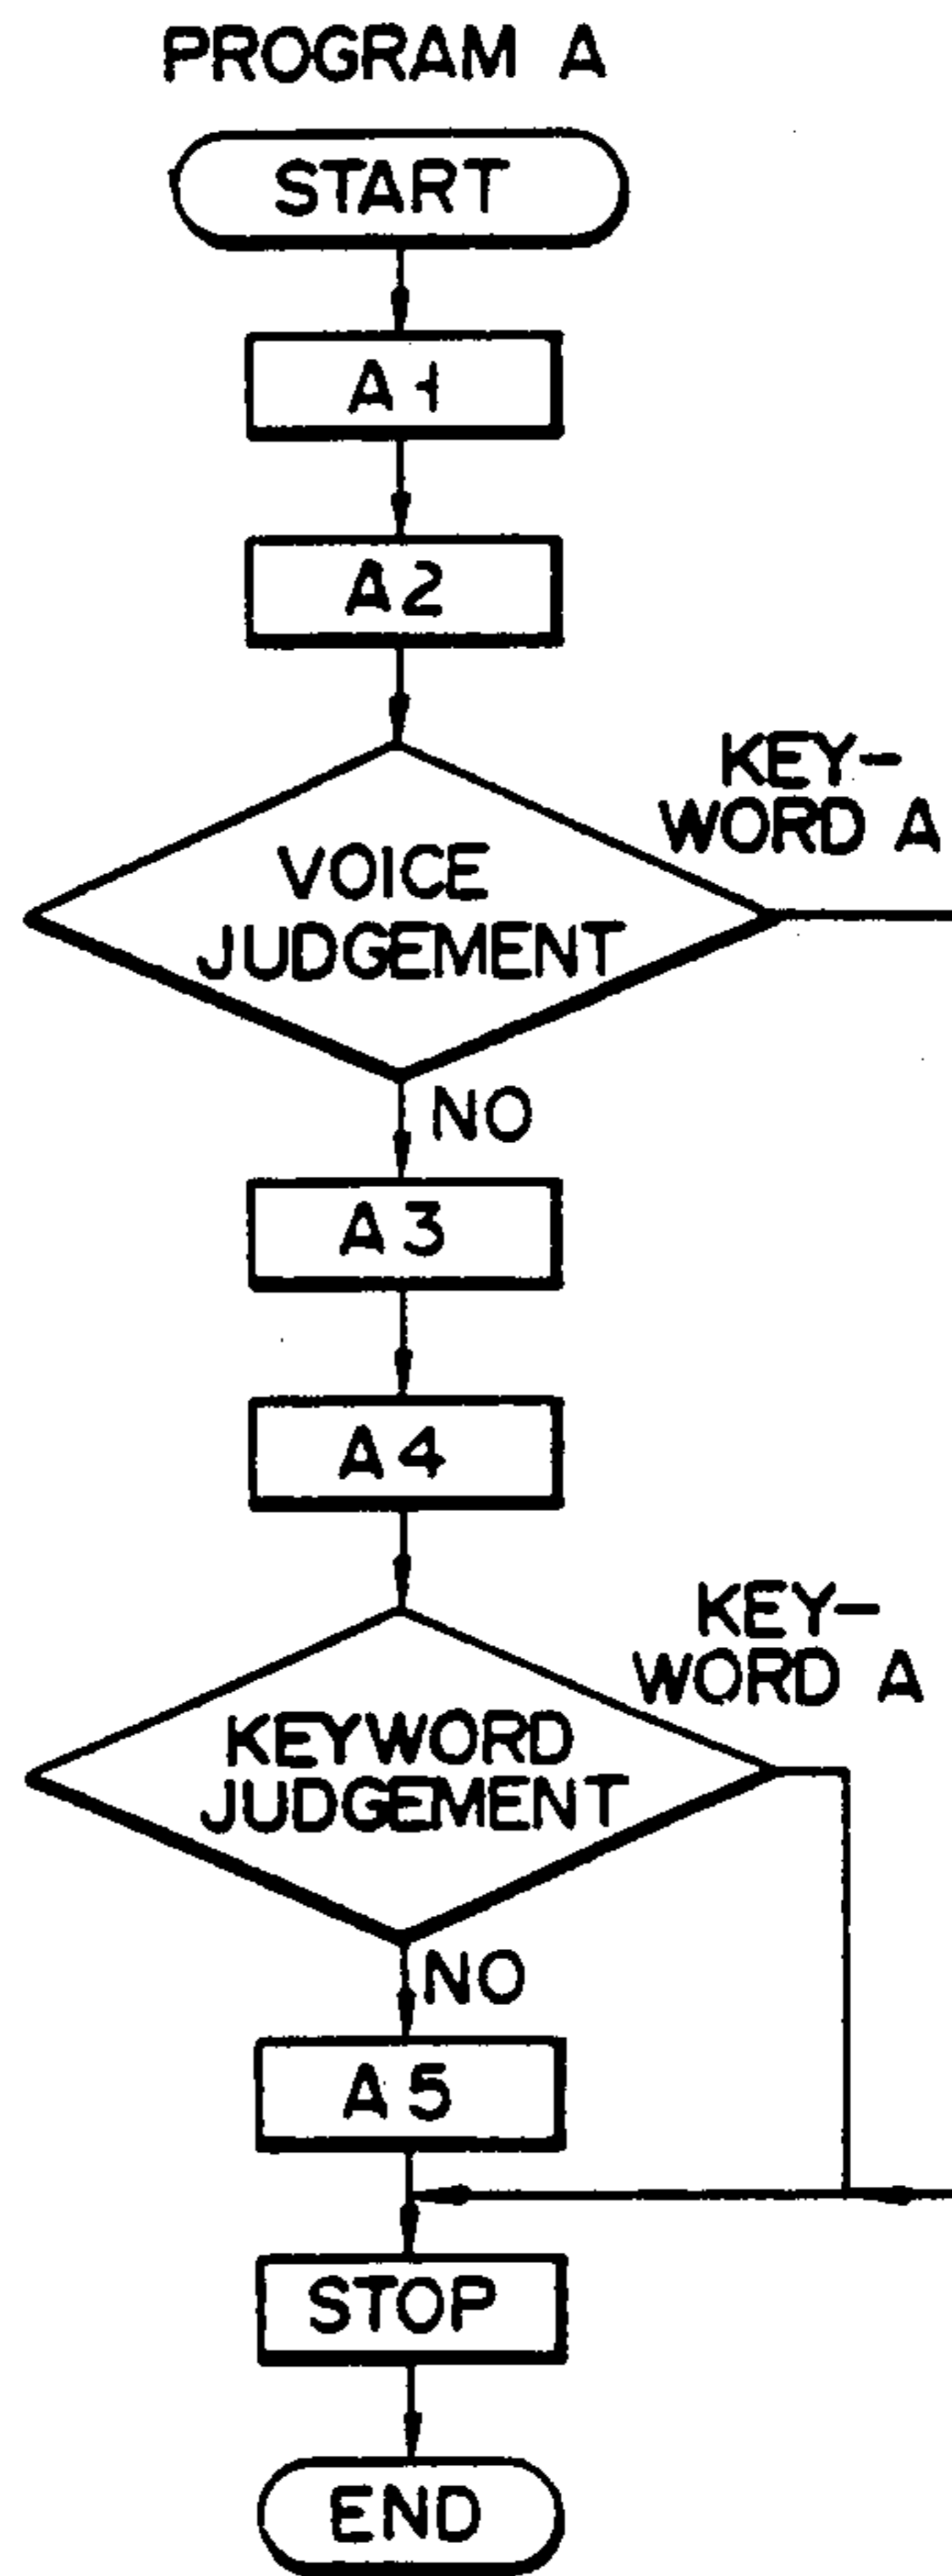 PROGRAM A
START
A1
A2
KEY-
WORD A
VOICE
JUDGEMENT
NO
A3
A4
KEY-
WORD A
KEYWORD
JUDGEMENT
NO
A5
STOP
END